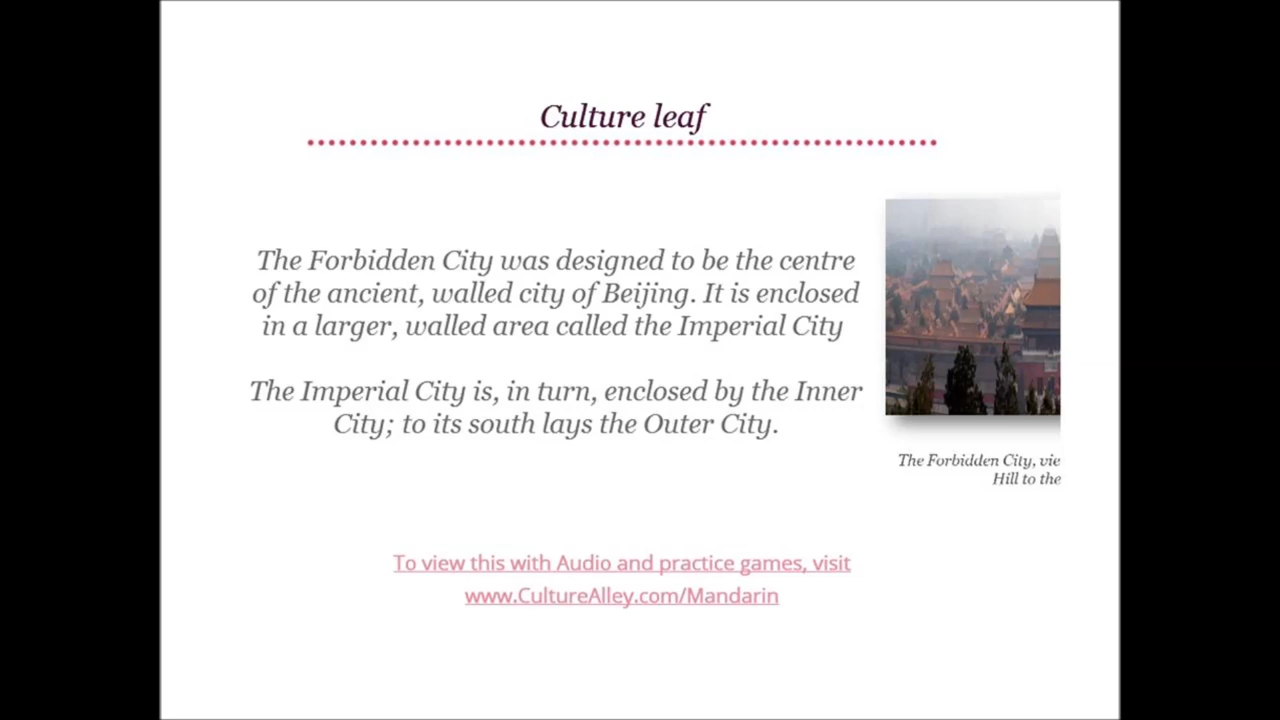 Culture leaf
The Forbidden City was designed to be the centre
of the ancient, walled city of Beijing. It is enclosed
in a larger, walled area called the Imperial City
The Imperial City is, in turn, enclosed by the Inner
City; to its south lays the Outer City.
The Forbidden City, vie
Hill to the
To view this with Audio and practice games, visit
www.CultureAlley.com/Mandarin